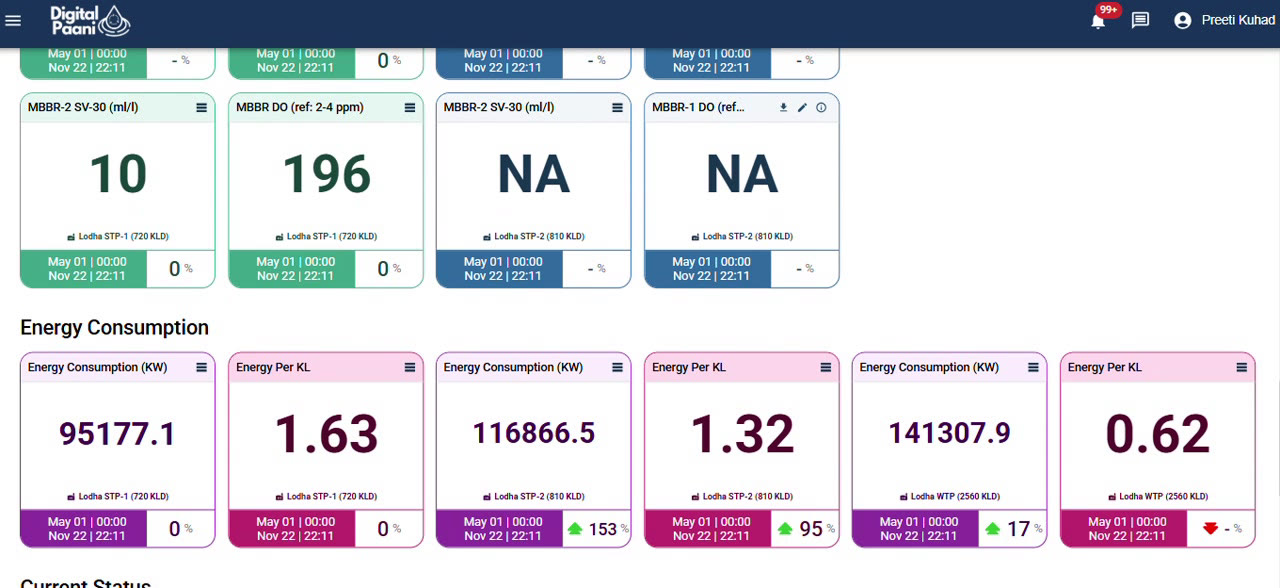 Digital
Paani
99+
Preeti Kuhad
May 01 | 00:00
Nov 22 | 22:11
- %
May 01 | 00:00
Nov 22 | 22:11
0 %
May 01 | 00:00
Nov 22 | 22:11
- %
May 01 | 00:00
Nov 22 | 22:11
- %
MBBR-2 SV-30 (ml/l)
10
Lodha STP-1 (720 KLD)
May 01 | 00:00
Nov 22 | 22:11
0 %
MBBR DO (ref: 2-4 ppm)
196
Lodha STP-1 (720 KLD)
May 01 | 00:00
Nov 22 | 22:11
0 %
MBBR-2 SV-30 (ml/l)
NA
Lodha STP-2 (810 KLD)
May 01 | 00:00
Nov 22 | 22:11
- %
MBBR-1 DO (ref...
NA
Lodha STP-2 (810 KLD)
May 01 | 00:00
Nov 22 | 22:11
- %
Energy Consumption
Energy Consumption (KW)
95177.1
Lodha STP-1 (720 KLD)
May 01 | 00:00
Nov 22 | 22:11
0 %
Energy Per KL
1.63
Lodha STP-1 (720 KLD)
May 01 | 00:00
Nov 22 | 22:11
0 %
Energy Consumption (KW)
116866.5
Lodha STP-2 (810 KLD)
May 01 | 00:00
Nov 22 | 22:11
153 %
Energy Per KL
1.32
Lodha STP-2 (810 KLD)
May 01 | 00:00
Nov 22 | 22:11
95 %
Energy Consumption (KW)
141307.9
Lodha WTP (2560 KLD)
May 01 | 00:00
Nov 22 | 22:11
17 %
Energy Per KL
0.62
Lodha WTP (2560 KLD)
May 01 | 00:00
Nov 22 | 22:11
- %
Current Status